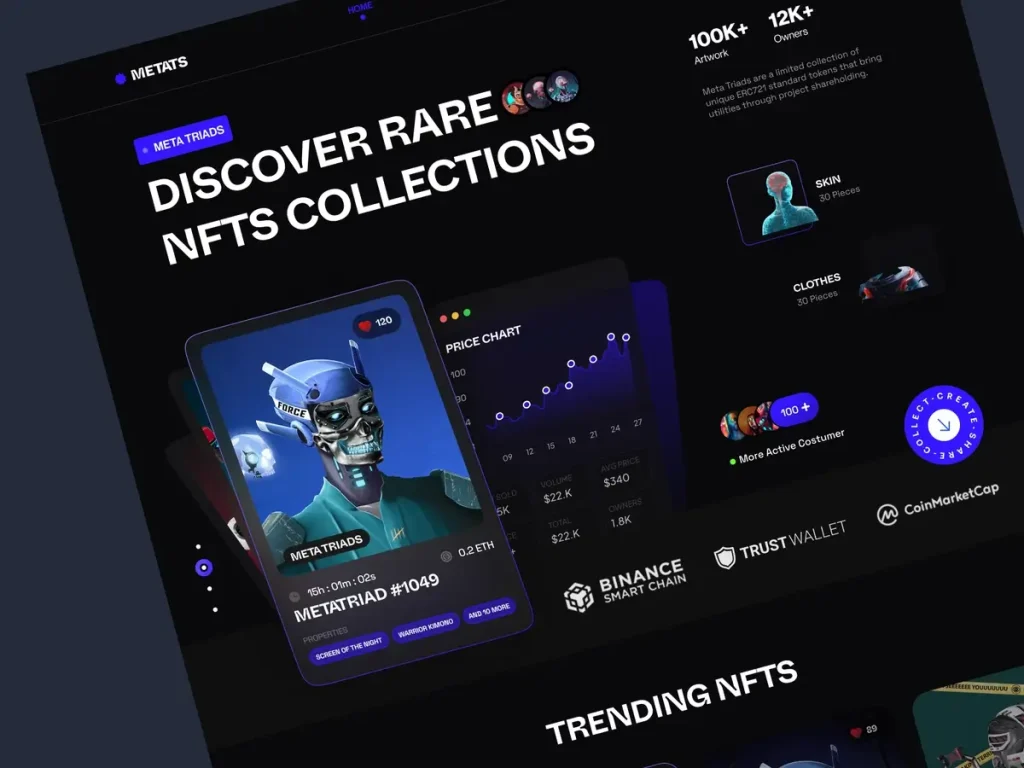 HOME
METATS
META TRIADS
DISCOVER RARE
NFTS COLLECTIONS
100K+
Artwork
12K+
Owners
Meta Triads are a limited collection of
unique ERC721 standard tokens that bring
utilities through project shareholding.
SKIN
30 Pieces
CLOTHES
30 Pieces
120
FORCE
META TRIADS
15h : 01m : 02s
0.2 ETH
METATRIAD #1049
PROPERTIES
SCREEN OF THE NIGHT
WARRIOR KIMONO
AND 10 MORE
PRICE CHART
100
90
09
12
15
18
21
24
27
VOLUME
$22.K
AVG PRICE
$340
TOTAL
$22.K
OWNERS
1.8K
100 +
More Active Costumer
COLLECT · CREATE · SHARE ·
BINANCE
SMART CHAIN
TRUST WALLET
CoinMarketCap
TRENDING NFTS
89